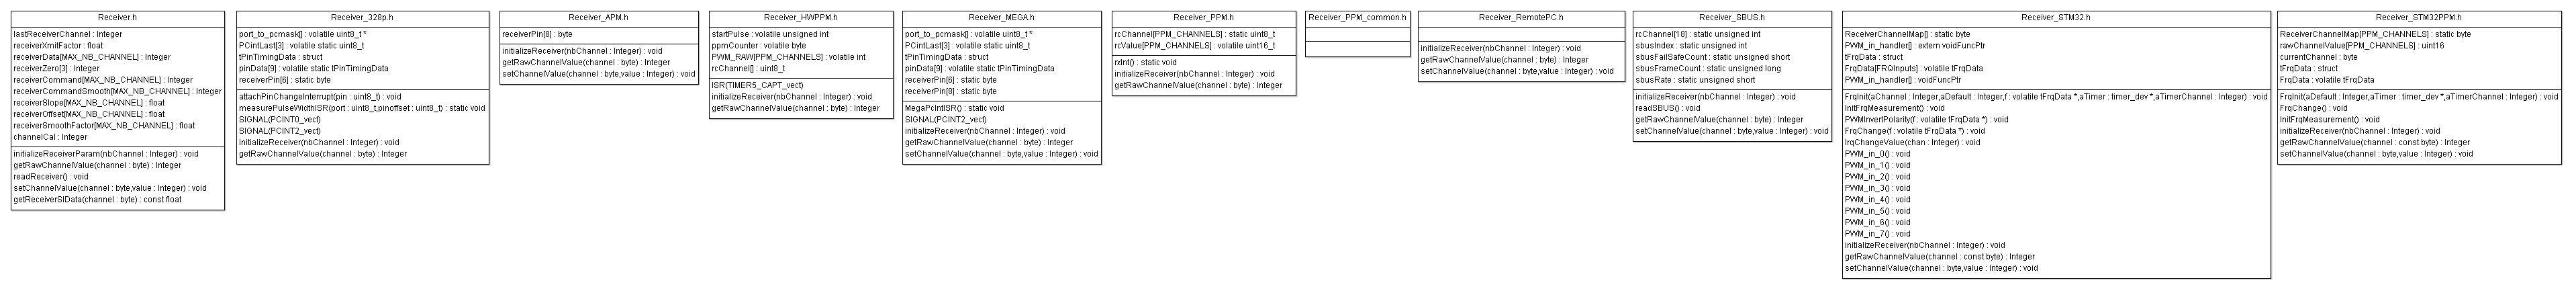 Receiver.h
lastReceiverChannel : Integer
receiverXmitFactor : float
receiverData[MAX_NB_CHANNEL] : Integer
receiverZero[3] : Integer
receiverCommand[MAX_NB_CHANNEL] : Integer
receiverCommandSmooth[MAX_NB_CHANNEL] : Integer
receiverSlope[MAX_NB_CHANNEL] : float
receiverOffset[MAX_NB_CHANNEL] : float
receiverSmoothFactor[MAX_NB_CHANNEL] : float
channelCal : Integer
initializeReceiverParam(nbChannel : Integer) : void
getRawChannelValue(channel : byte) : Integer
readReceiver() : void
setChannelValue(channel : byte,value : Integer) : void
getReceiverSIData(channel : byte) : const float
Receiver_328p.h
port_to_pcmask[] : volatile uint8_t *
PCintLast[3] : volatile static uint8_t
tPinTimingData : struct
pinData[9] : volatile static tPinTimingData
receiverPin[6] : static byte
attachPinChangeInterrupt(pin : uint8_t) : void
measurePulseWidthISR(port : uint8_t,pinoffset : uint8_t) : static void
SIGNAL(PCINT0_vect)
SIGNAL(PCINT2_vect)
initializeReceiver(nbChannel : Integer) : void
getRawChannelValue(channel : byte) : Integer
Receiver_APM.h
receiverPin[8] : byte
initializeReceiver(nbChannel : Integer) : void
getRawChannelValue(channel : byte) : Integer
setChannelValue(channel : byte,value : Integer) : void
Receiver_HWPPM.h
startPulse : volatile unsigned int
ppmCounter : volatile byte
PWM_RAW[PPM_CHANNELS] : volatile int
rcChannel[] : uint8_t
ISR(TIMER5_CAPT_vect)
initializeReceiver(nbChannel : Integer) : void
getRawChannelValue(channel : byte) : Integer
Receiver_MEGA.h
port_to_pcmask[] : volatile uint8_t *
PCintLast[3] : volatile static uint8_t
tPinTimingData : struct
pinData[9] : volatile static tPinTimingData
receiverPin[6] : static byte
receiverPin[8] : static byte
MegaPcIntISR() : static void
SIGNAL(PCINT2_vect)
initializeReceiver(nbChannel : Integer) : void
getRawChannelValue(channel : byte) : Integer
setChannelValue(channel : byte,value : Integer) : void
Receiver_PPM.h
rcChannel[PPM_CHANNELS] : static uint8_t
rcValue[PPM_CHANNELS] : volatile uint16_t
rxInt() : static void
initializeReceiver(nbChannel : Integer) : void
getRawChannelValue(channel : byte) : Integer
Receiver_PPM_common.h
Receiver_RemotePC.h
initializeReceiver(nbChannel : Integer) : void
getRawChannelValue(channel : byte) : Integer
setChannelValue(channel : byte,value : Integer) : void
Receiver_SBUS.h
rcChannel[18] : static unsigned int
sbusIndex : static unsigned int
sbusFailSafeCount : static unsigned short
sbusFrameCount : static unsigned long
sbusRate : static unsigned short
initializeReceiver(nbChannel : Integer) : void
readSBUS() : void
getRawChannelValue(channel : byte) : Integer
setChannelValue(channel : byte,value : Integer) : void
Receiver_STM32.h
ReceiverChannelMap[] : static byte
PWM_in_handler[] : extern voidFuncPtr
tFrqData : struct
FrqData[FRQInputs] : volatile tFrqData
PWM_in_handler[] : voidFuncPtr
FrqInit(aChannel : Integer,aDefault : Integer,f : volatile tFrqData *,aTimer : timer_dev *,aTimerChannel : Integer) : void
InitFrqMeasurement() : void
PWMInvertPolarity(f : volatile tFrqData *) : void
FrqChange(f : volatile tFrqData *) : void
IrqChangeValue(chan : Integer) : void
PWM_in_0() : void
PWM_in_1() : void
PWM_in_2() : void
PWM_in_3() : void
PWM_in_4() : void
PWM_in_5() : void
PWM_in_6() : void
PWM_in_7() : void
initializeReceiver(nbChannel : Integer) : void
getRawChannelValue(channel : const byte) : Integer
setChannelValue(channel : byte,value : Integer) : void
Receiver_STM32PPM.h
ReceiverChannelMap[PPM_CHANNELS] : static byte
rawChannelValue[PPM_CHANNELS] : uint16
currentChannel : byte
tFrqData : struct
FrqData : volatile tFrqData
FrqInit(aDefault : Integer,aTimer : timer_dev *,aTimerChannel : Integer) : void
FrqChange() : void
InitFrqMeasurement() : void
initializeReceiver(nbChannel : Integer) : void
getRawChannelValue(channel : const byte) : Integer
setChannelValue(channel : byte,value : Integer) : void